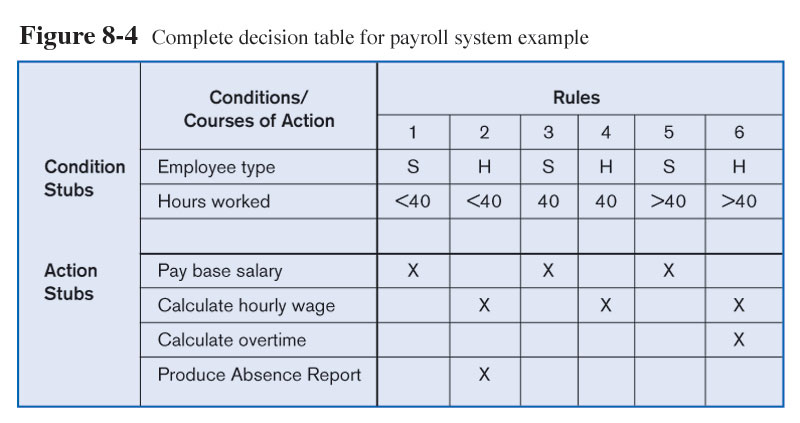 Figure 8-4 Complete decision table for payroll system example
Conditions/
Courses of Action
Rules
1 2 3 4 5 6
Condition
Stubs
Employee type S H S H S H
Hours worked <40 <40 40 40 >40 >40
Action
Stubs
Pay base salary X X X
Calculate hourly wage X X X
Calculate overtime X
Produce Absence Report X